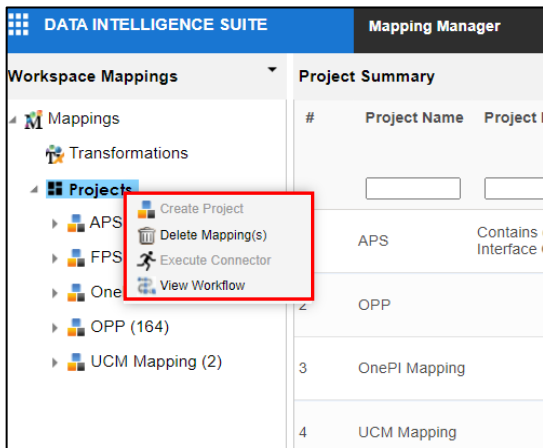 DATA INTELLIGENCE SUITE
Mapping Manager
Workspace Mappings
Project Summary
Mappings
Transformations
Projects
APS
FPS
One
OPP (164)
UCM Mapping (2)
Create Project
Delete Mapping(s)
Execute Connector
View Workflow
# Project Name Project
APS Contains
Interface
2 OPP
3 OnePI Mapping
4 UCM Mapping